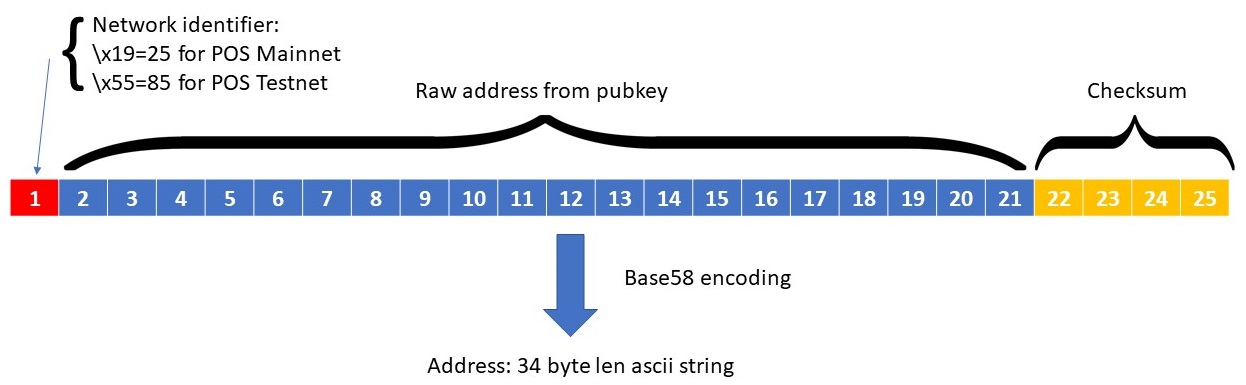 Network identifier:
\x19=25 for POS Mainnet
\x55=85 for POS Testnet
Raw address from pubkey
Checksum
1 2 3 4 5 6 7 8 9 10 11 12 13 14 15 16 17 18 19 20 21 22 23 24 25
Base58 encoding
Address: 34 byte len ascii string